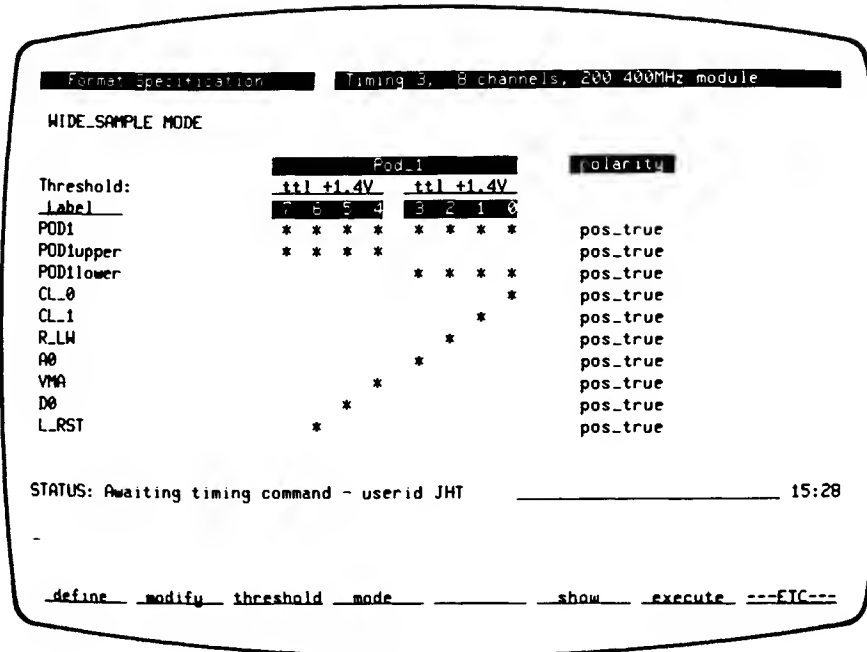 Format Specification Timing 3, 8 channels, 200 400MHz module
WIDE_SAMPLE MODE
Pod_1 polarity
Threshold: ttl +1.4V ttl +1.4V
Label 7 6 5 4 3 2 1 0
POD1 * * * * * * * * pos_true
POD1upper * * * * pos_true
POD1lower * * * * pos_true
CL_0 * pos_true
CL_1 * pos_true
R_LW * pos_true
A0 * pos_true
VMA * pos_true
D0 * pos_true
L_RST * pos_true
STATUS: Awaiting timing command - userid JHT 15:28
define modify threshold mode show execute ---ETC---